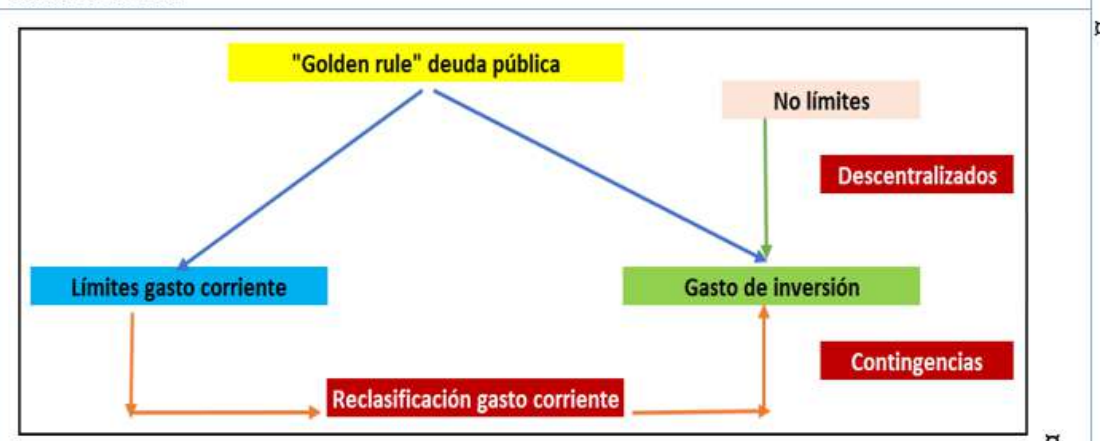 "Golden rule" deuda pública
No límites
Descentralizados
Límites gasto corriente
Gasto de inversión
Contingencias
Reclasificación gasto corriente